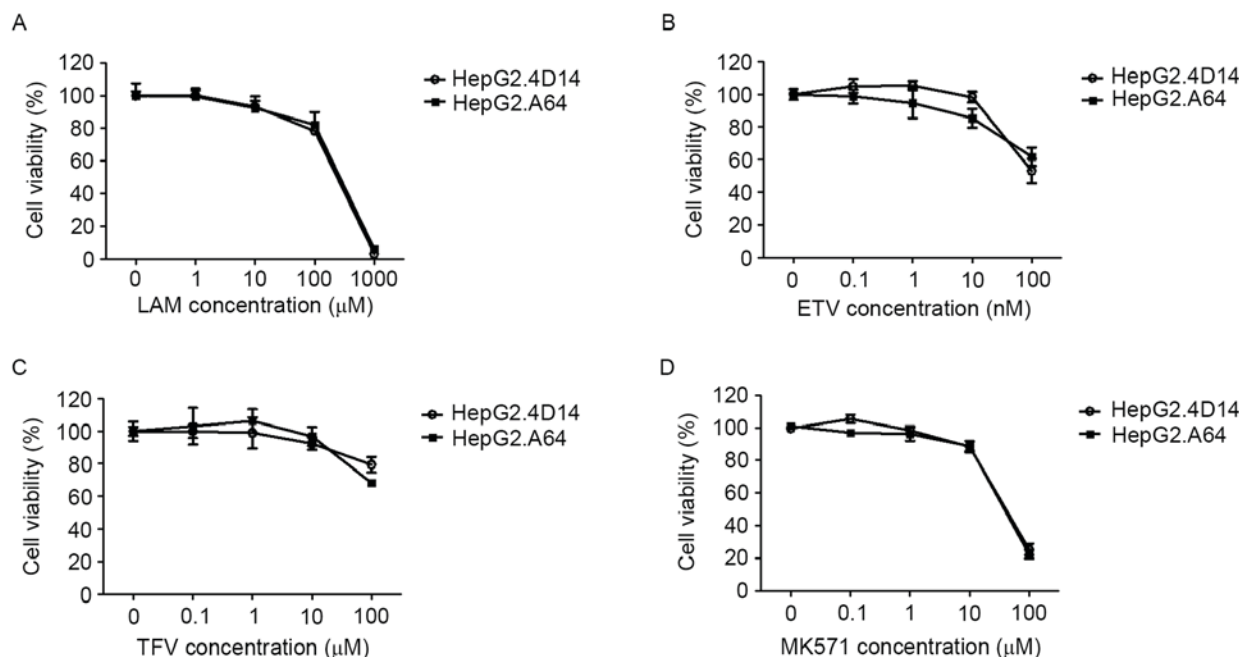 A
Cell viability (%)
120
100
80
60
40
20
0
0 1 10 100 1000
LAM concentration (μM)
HepG2.4D14
HepG2.A64
B
Cell viability (%)
120
100
80
60
40
20
0
0 0.1 1 10 100
ETV concentration (nM)
HepG2.4D14
HepG2.A64
C
Cell viability (%)
120
100
80
60
40
20
0
0 0.1 1 10 100
TFV concentration (μM)
HepG2.4D14
HepG2.A64
D
Cell viability (%)
120
100
80
60
40
20
0
0 0.1 1 10 100
MK571 concentration (μM)
HepG2.4D14
HepG2.A64